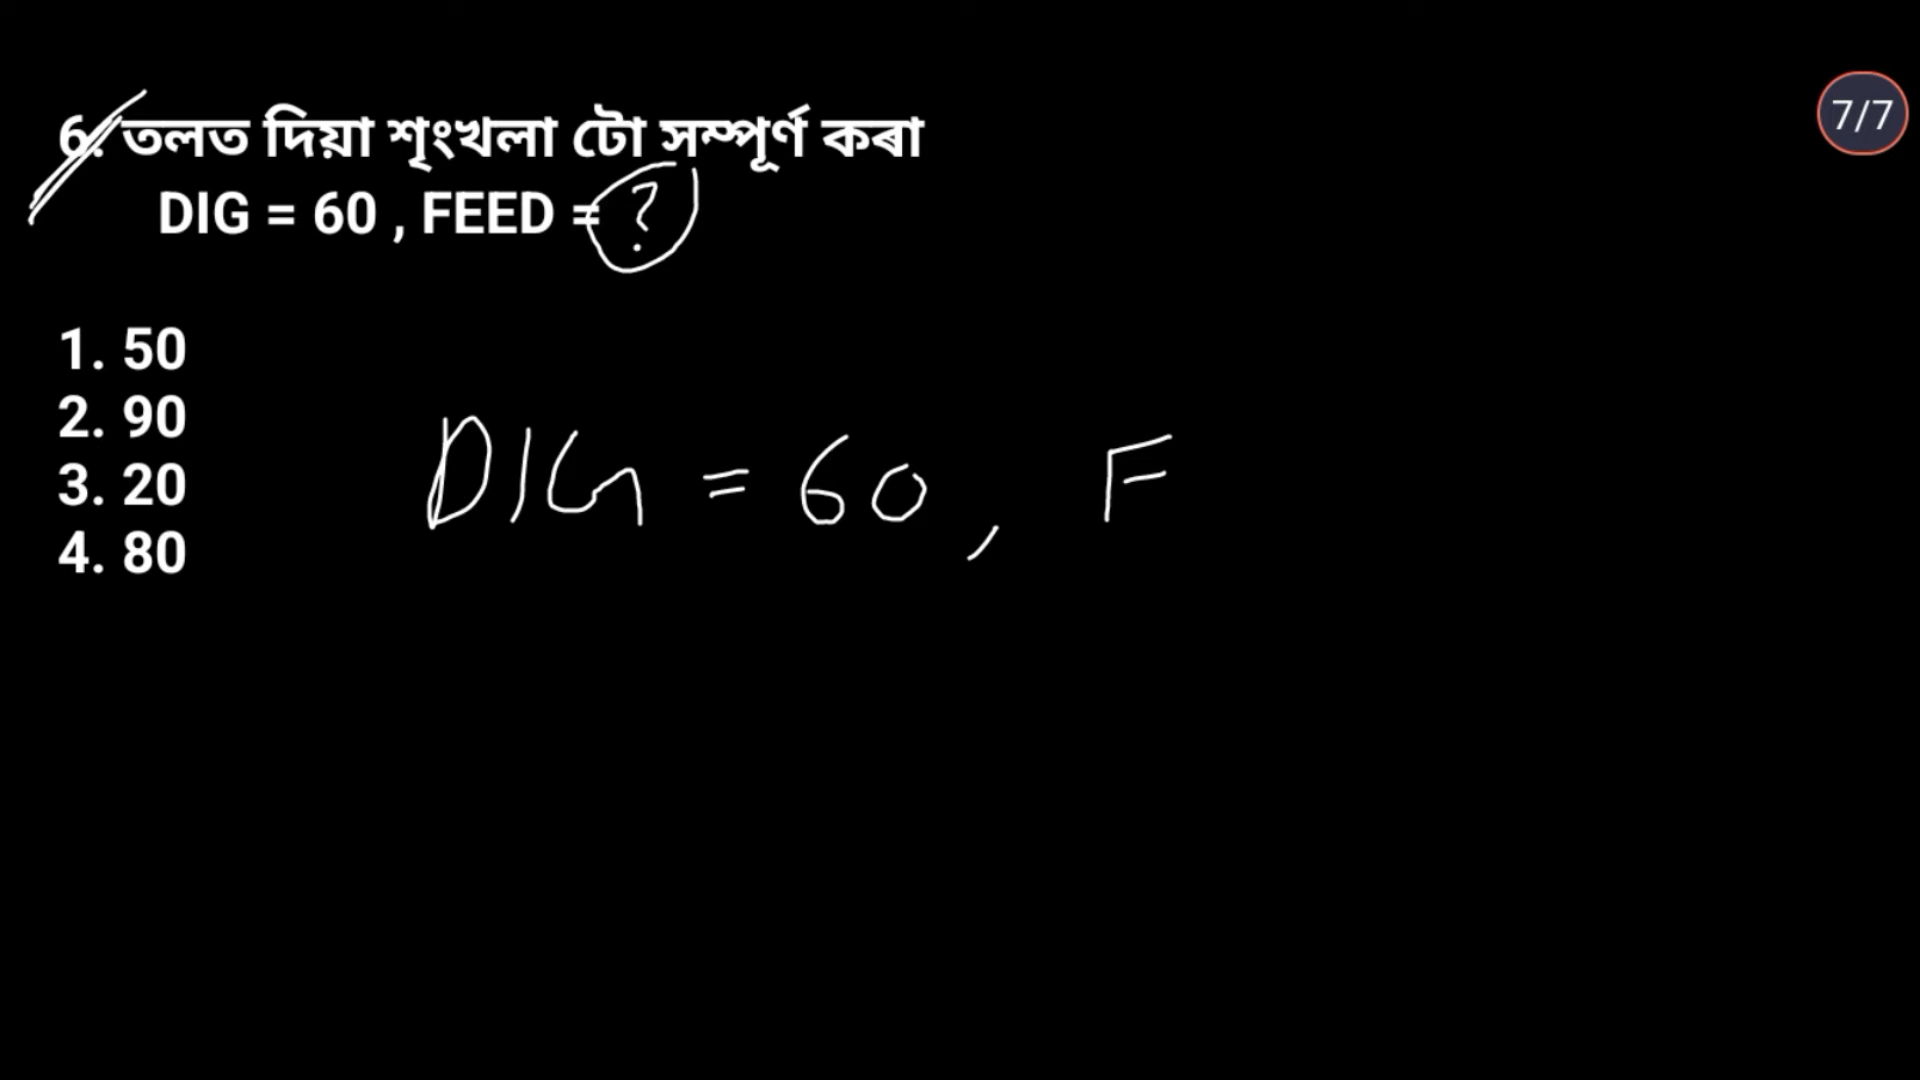 6. তলত দিয়া শৃংখলা টো সম্পূৰ্ণ কৰা
DIG = 60 , FEED = ?
1. 50
2. 90
3. 20
4. 80
DIG = 60 , F
7/7